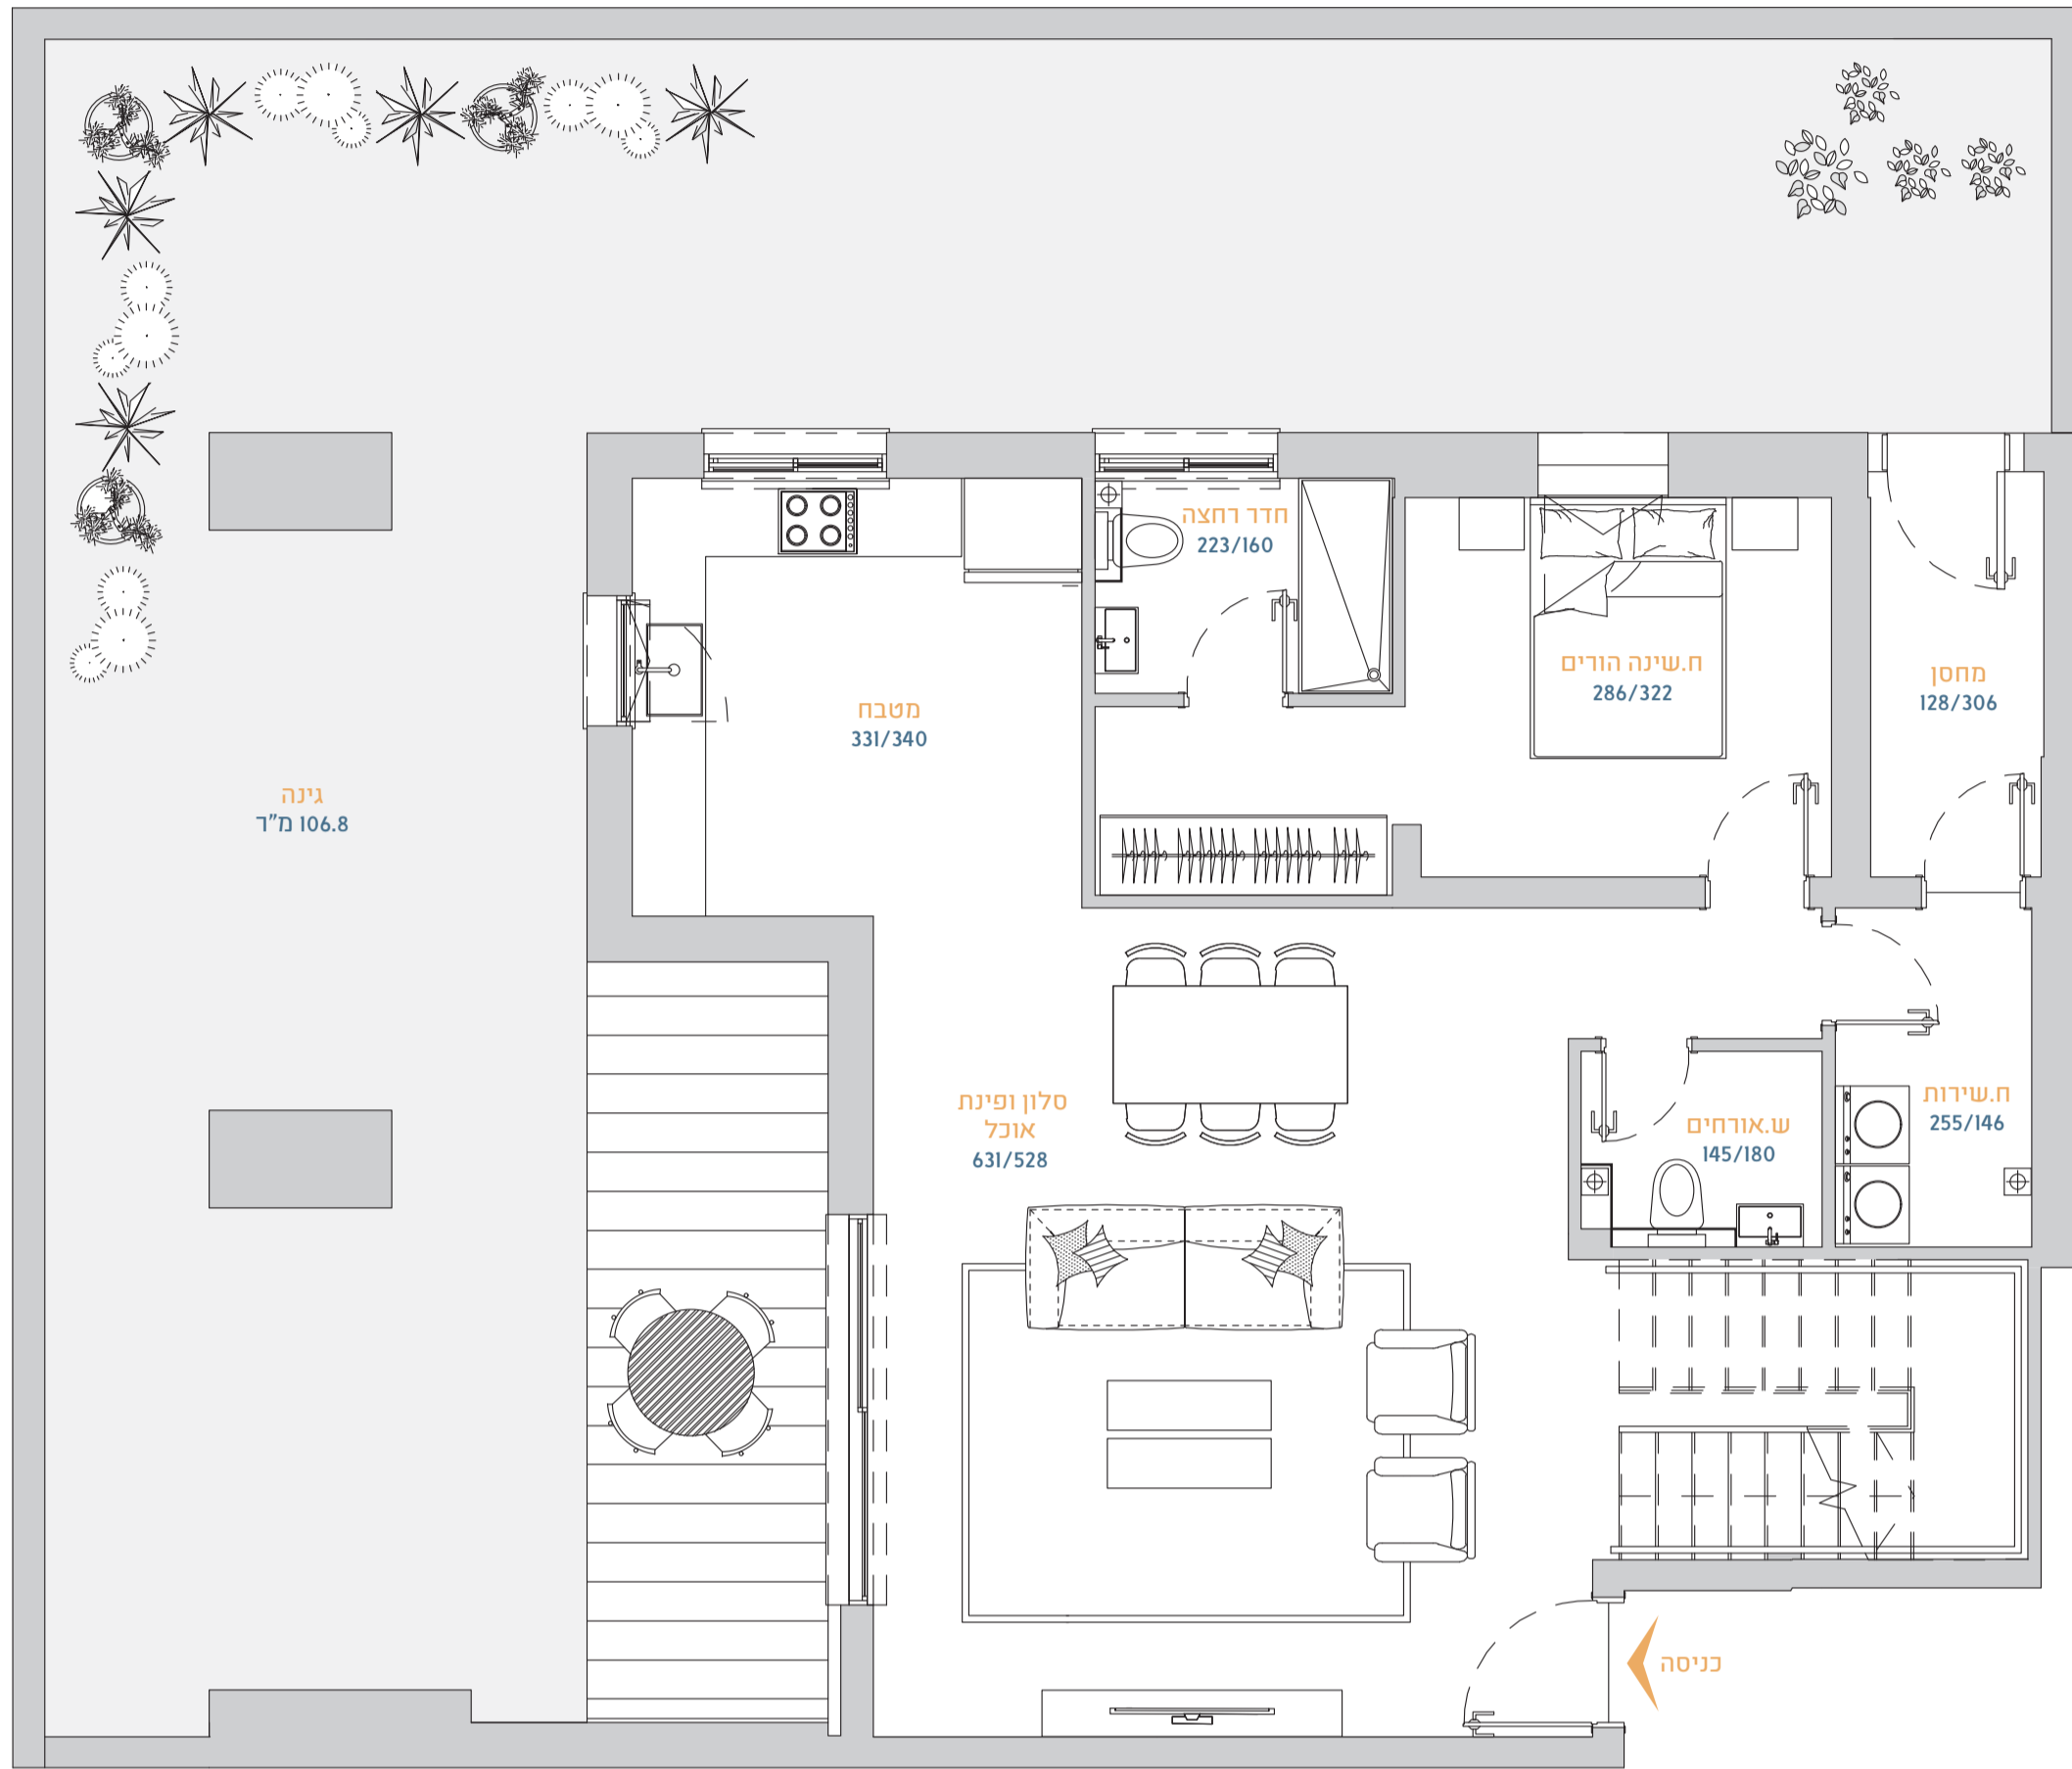 חדר רחצה
223/160
ח.שינה הורים
286/322
מחסן
128/306
מטבח
331/340
גינה
106.8 מ"ר
סלון ופינת
אוכל
631/528
ש.אורחים
145/180
ח.שירות
255/146
כניסה